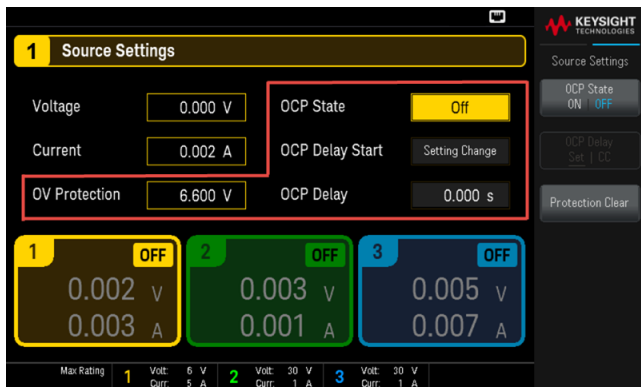 KEYSIGHT
TECHNOLOGIES
1 Source Settings
Source Settings
Voltage 0.000 V OCP State Off
OCP State
ON | OFF
Current 0.002 A OCP Delay Start Setting Change
OCP Delay
Set | CC
OV Protection 6.600 V OCP Delay 0.000 s
Protection Clear
1 OFF 2 OFF 3 OFF
0.002 V 0.003 V 0.005 V
0.003 A 0.001 A 0.007 A
Max Rating 1 Volt: 6 V 2 Volt: 30 V 3 Volt: 30 V
Curr: 5 A Curr: 1 A Curr: 1 A